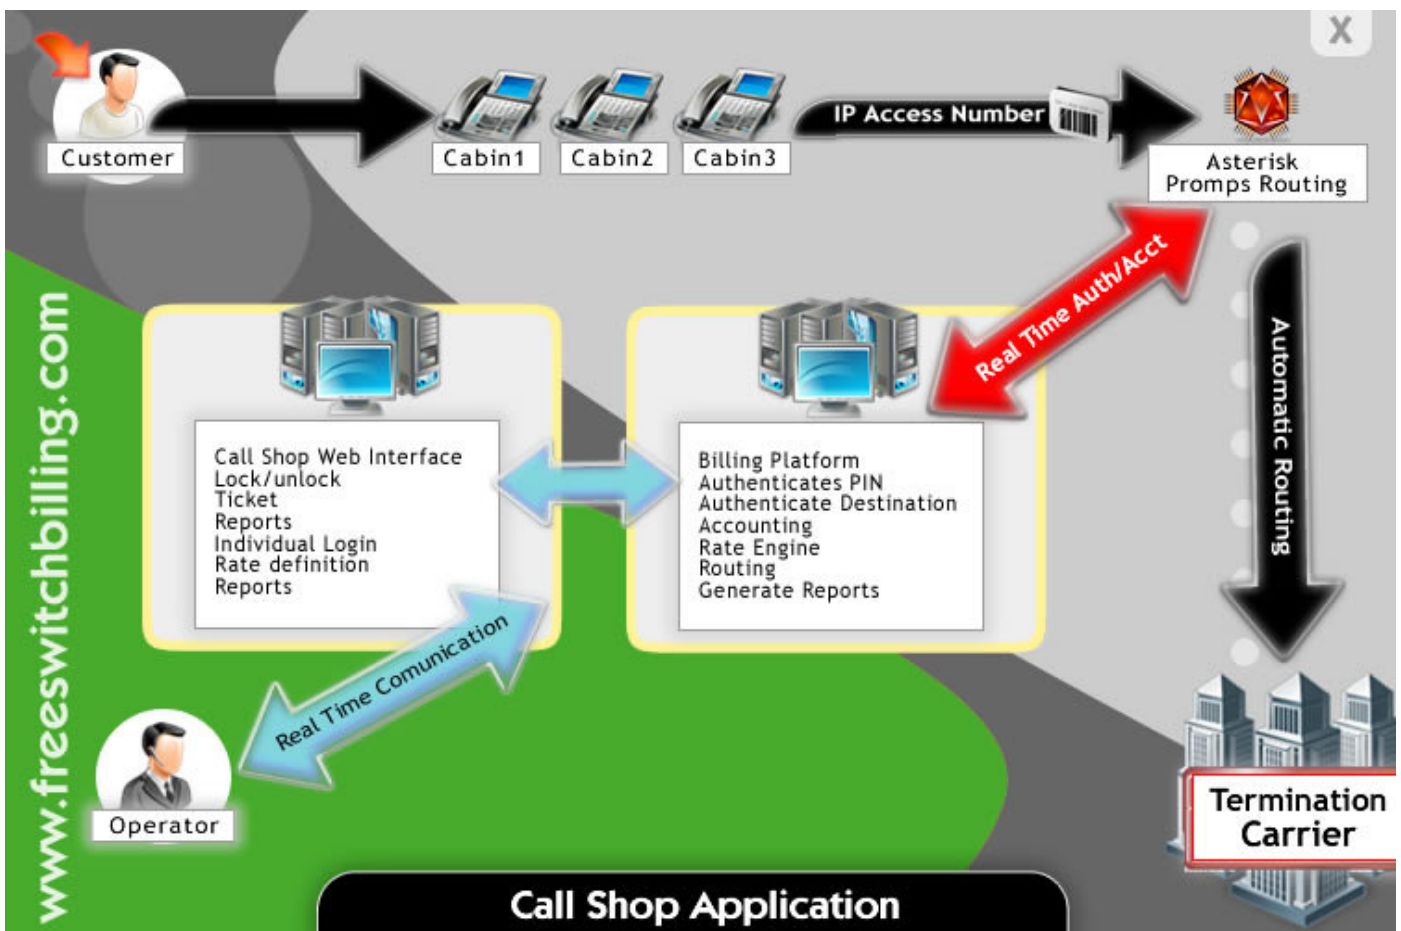 X
Customer
Cabin1
Cabin2
Cabin3
IP Access Number
Asterisk
Promps Routing
Real Time Auth/Acct
Automatic Routing
www.freeswitchbilling.com
Call Shop Web Interface
Lock/unlock
Ticket
Reports
Individual Login
Rate definition
Reports
Billing Platform
Authenticates PIN
Authenticate Destination
Accounting
Rate Engine
Routing
Generate Reports
Real Time Comunication
Operator
Termination
Carrier
Call Shop Application